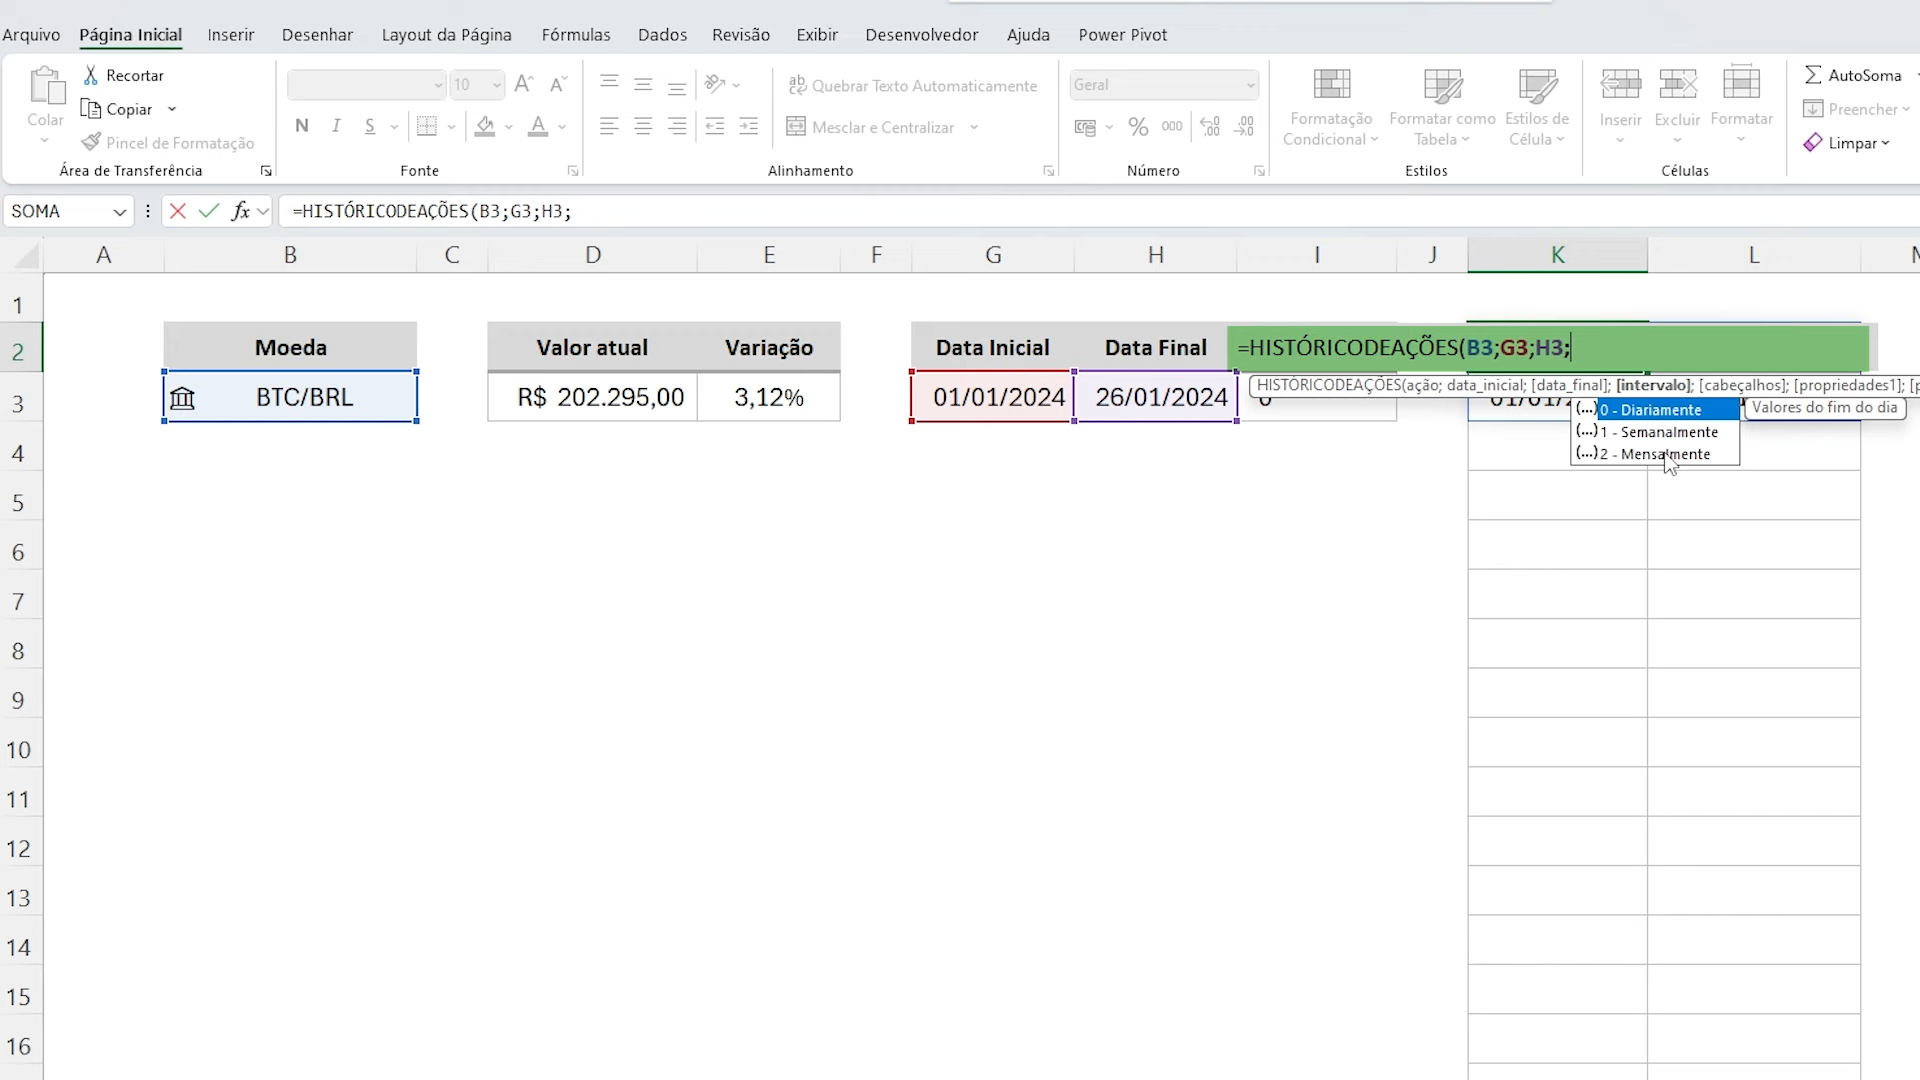 Arquivo Página Inicial Inserir Desenhar Layout da Página Fórmulas Dados Revisão Exibir Desenvolvedor Ajuda Power Pivot
Colar
Recortar
Copiar
Pincel de Formatação
Área de Transferência
10
N I S
Fonte
Quebrar Texto Automaticamente
Mesclar e Centralizar
Alinhamento
Geral
% 000
Número
Formatação Condicional
Formatar como Tabela
Estilos de Célula
Estilos
Inserir Excluir Formatar
Células
AutoSoma
Preencher
Limpar
SOMA fx =HISTÓRICODEAÇÕES(B3;G3;H3;
A B C D E F G H I J K L
1
2 Moeda Valor atual Variação Data Inicial Data Final =HISTÓRICODEAÇÕES(B3;G3;H3;
HISTÓRICODEAÇÕES(ação; data_inicial; [data_final]; [intervalo]; [cabeçalhos]; [propriedades1]; [p
3 BTC/BRL R$ 202.295,00 3,12% 01/01/2024 26/01/2024 0
(...)0 - Diariamente Valores do fim do dia
(...)1 - Semanalmente
(...)2 - Mensalmente
4
5
6
7
8
9
10
11
12
13
14
15
16